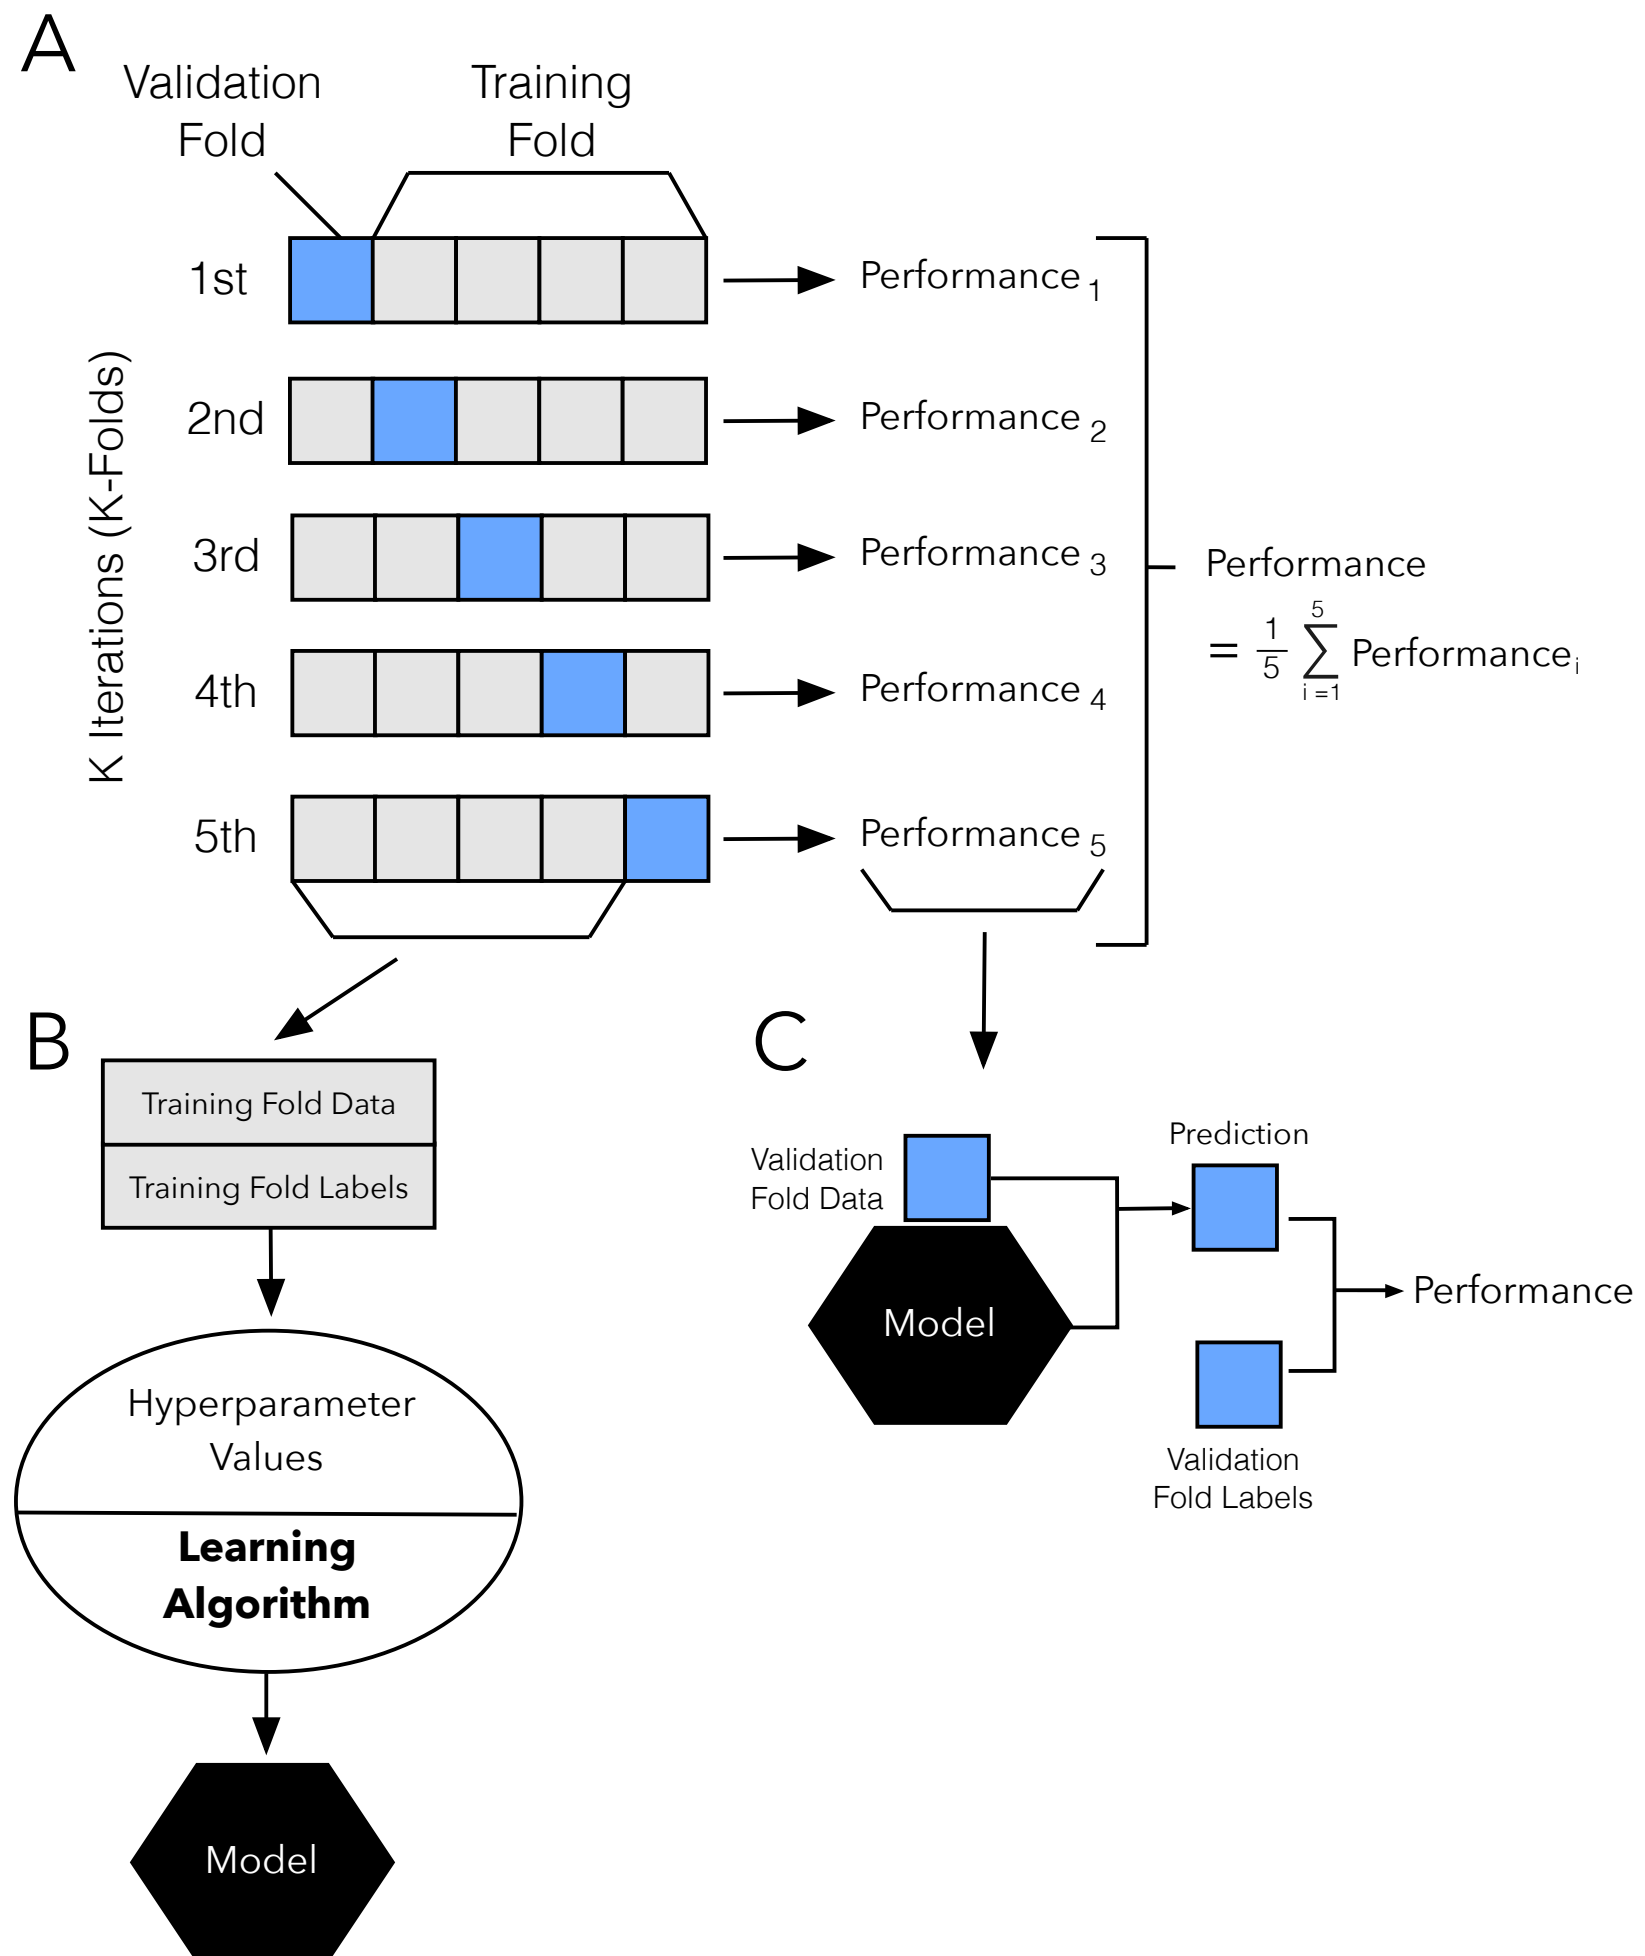 A
Validation
Fold
Training
Fold
K Iterations (K-Folds)
1st
Performance 1
2nd
Performance 2
3rd
Performance 3
4th
Performance 4
5th
Performance 5
Performance
= 1/5 5∑i=1 Performance i
B
Training Fold Data
Training Fold Labels
Hyperparameter
Values
Learning
Algorithm
Model
C
Validation
Fold Data
Model
Prediction
Validation
Fold Labels
Performance